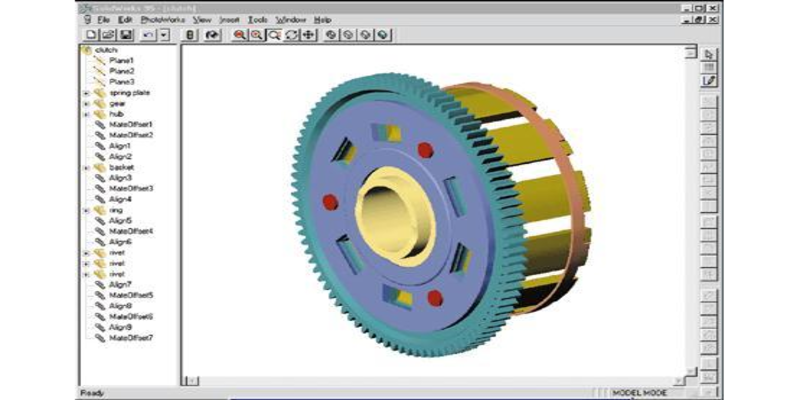 SolidWorks 95 - [clutch]
File Edit PhotoWorks View Insert Tools Window Help
clutch
Plane1
Plane2
Plane3
spring plate
gear
hub
MateOffset1
MateOffset2
Align1
Align2
basket
Align3
MateOffset3
Align4
ring
Align5
MateOffset4
Align6
rivet
rivet
rivet
Align7
MateOffset5
Align8
MateOffset6
Align9
MateOffset7
Ready
MODEL MODE